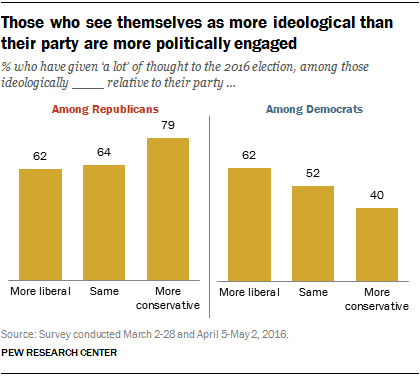 Those who see themselves as more ideological than
their party are more politically engaged
% who have given 'a lot' of thought to the 2016 election, among those
ideologically ____ relative to their party ...
Among Republicans
62
64
79
More liberal
Same
More
conservative
Among Democrats
62
52
40
More liberal
Same
More
conservative
Source: Survey conducted March 2-28 and April 5-May 2, 2016.
PEW RESEARCH CENTER